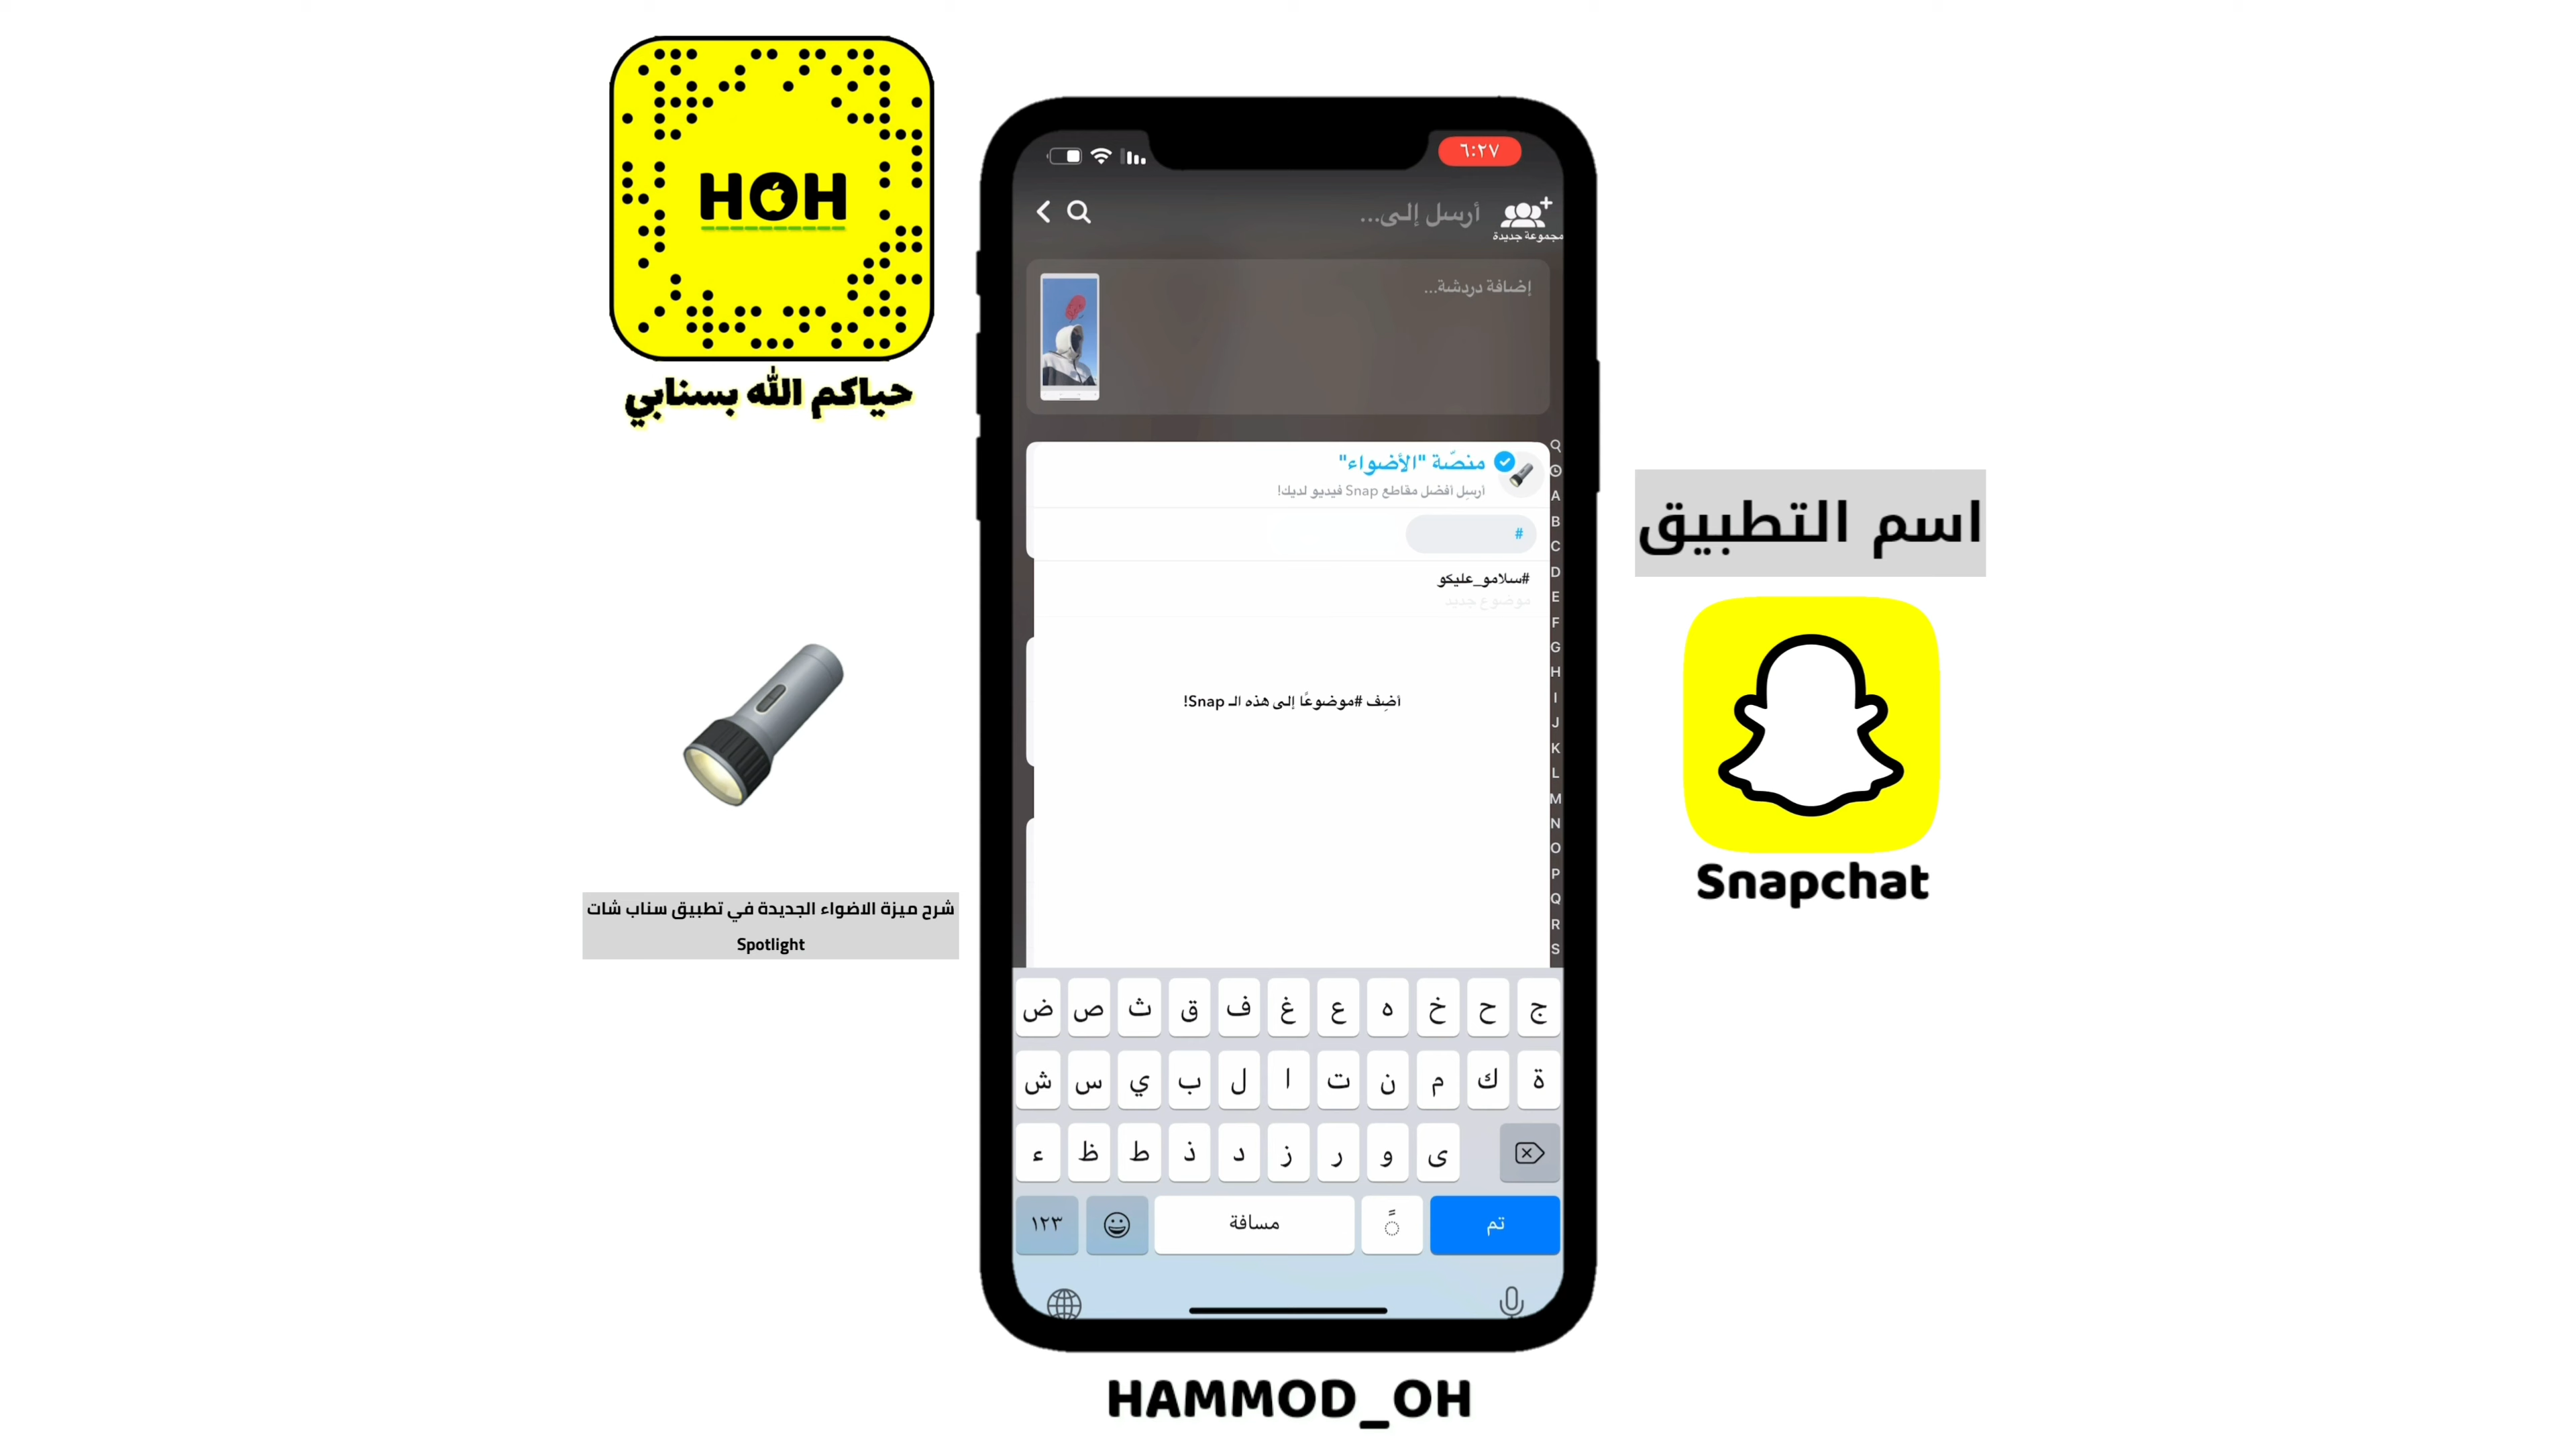 HOH
حياكم الله بسنابي
شرح ميزة الاضواء الجديدة في تطبيق سناب شات
Spotlight
٦:٢٧
أرسل إلى...
مجموعة جديدة
إضافة دردشة...
منصّة "الأضواء"
أرسِل أفضل مقاطع Snap فيديو لديك!
#
#سلامو_عليكو
موضوع جديد
أضِف #موضوعًا إلى هذه الـ Snap!
A
B
C
D
E
F
G
H
I
J
K
L
M
N
O
P
Q
R
S
ض ص ث ق ف غ ع ه خ ح ج
ش س ي ب ل ا ت ن م ك ة
ء ظ ط ذ د ز ر و ى
١٢٣ مسافة تم
اسم التطبيق
Snapchat
HAMMOD_OH